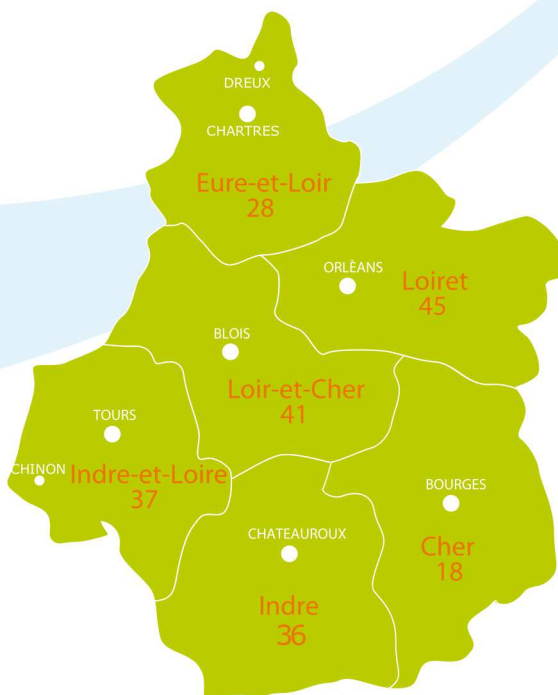 DREUX
CHARTRES
Eure-et-Loir
28
ORLÉANS
Loiret
45
BLOIS
Loir-et-Cher
41
TOURS
CHINON
Indre-et-Loire
37
BOURGES
Cher
18
CHATEAUROUX
Indre
36